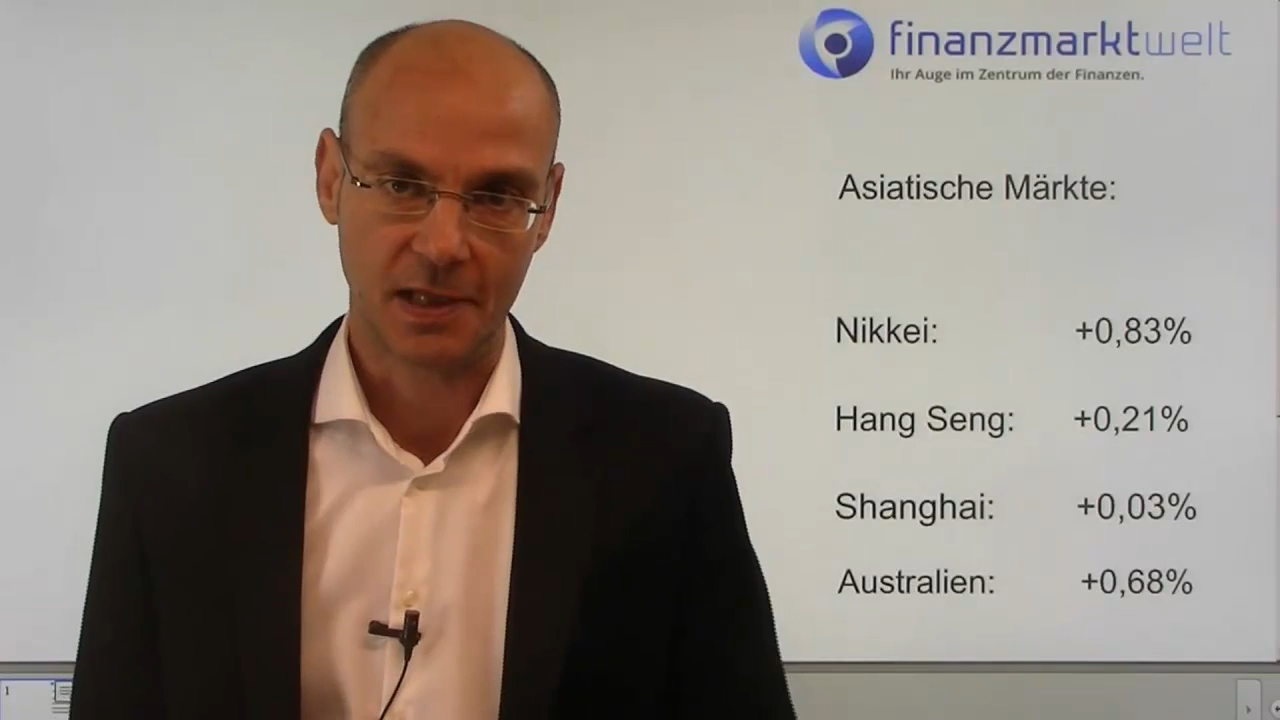 finanzmarktwelt
Ihr Auge im Zentrum der Finanzen.
Asiatische Märkte:
Nikkei: +0,83%
Hang Seng: +0,21%
Shanghai: +0,03%
Australien: +0,68%
1